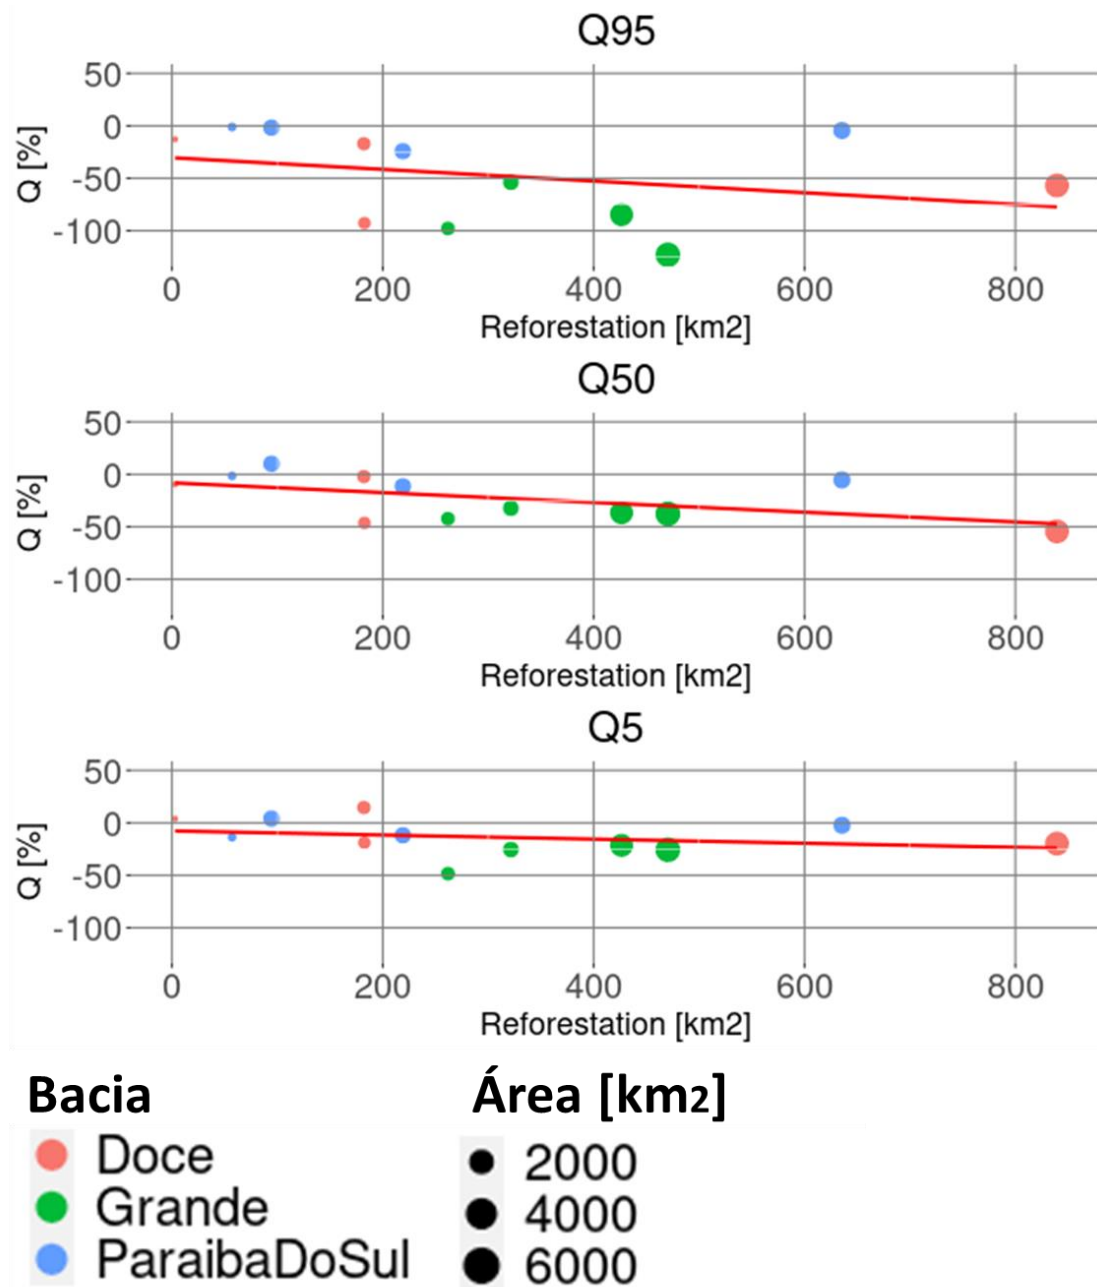 Q95
50
0
-50
-100
Q [%]
0 200 400 600 800
Reforestation [km2]
Q50
50
0
-50
-100
Q [%]
0 200 400 600 800
Reforestation [km2]
Q5
50
0
-50
-100
Q [%]
0 200 400 600 800
Reforestation [km2]
Bacia
Doce
Grande
ParaibaDoSul
Área [km2]
2000
4000
6000